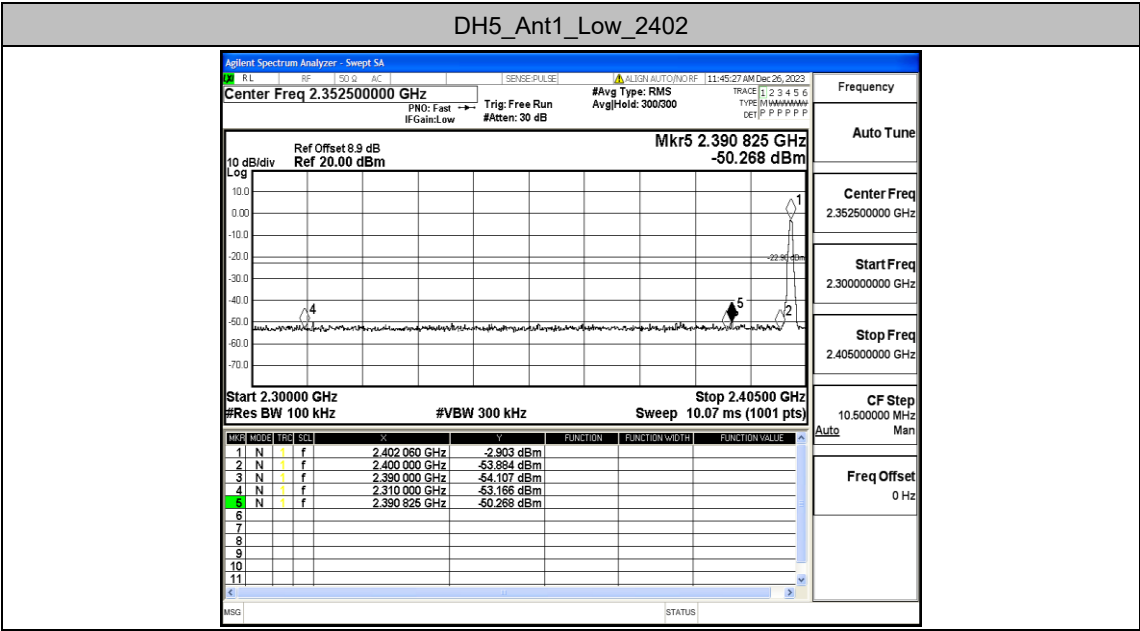 DH5_Ant1_Low_2402
Agilent Spectrum Analyzer - Swept SA
LXI RL RF 50 Ω AC SENSE:PULSE ALIGN AUTO/NO RF 11:45:27 AM Dec 26, 2023
Center Freq 2.352500000 GHz
PNO: Fast
IFGain:Low
Trig: Free Run
#Atten: 30 dB
#Avg Type: RMS
Avg|Hold: 300/300
TRACE 1 2 3 4 5 6
TYPE M W W W W W
DET P P P P P P
Ref Offset 8.9 dB
10 dB/div Ref 20.00 dBm
Log
Mkr5 2.390 825 GHz
-50.268 dBm
10.0
0.00
-10.0
-20.0
-30.0
-40.0
-50.0
-60.0
-70.0
1
-22.90 dBm
4
5
2
Start 2.30000 GHz Stop 2.40500 GHz
#Res BW 100 kHz #VBW 300 kHz Sweep 10.07 ms (1001 pts)
MKR MODE TRC SCL X Y FUNCTION FUNCTION WIDTH FUNCTION VALUE
1 N 1 f 2.402 060 GHz -2.903 dBm
2 N 1 f 2.400 000 GHz -53.884 dBm
3 N 1 f 2.390 000 GHz -54.107 dBm
4 N 1 f 2.310 000 GHz -53.166 dBm
5 N 1 f 2.390 825 GHz -50.268 dBm
6
7
8
9
10
11
MSG STATUS
Frequency
Auto Tune
Center Freq
2.352500000 GHz
Start Freq
2.300000000 GHz
Stop Freq
2.405000000 GHz
CF Step
10.500000 MHz
Auto Man
Freq Offset
0 Hz